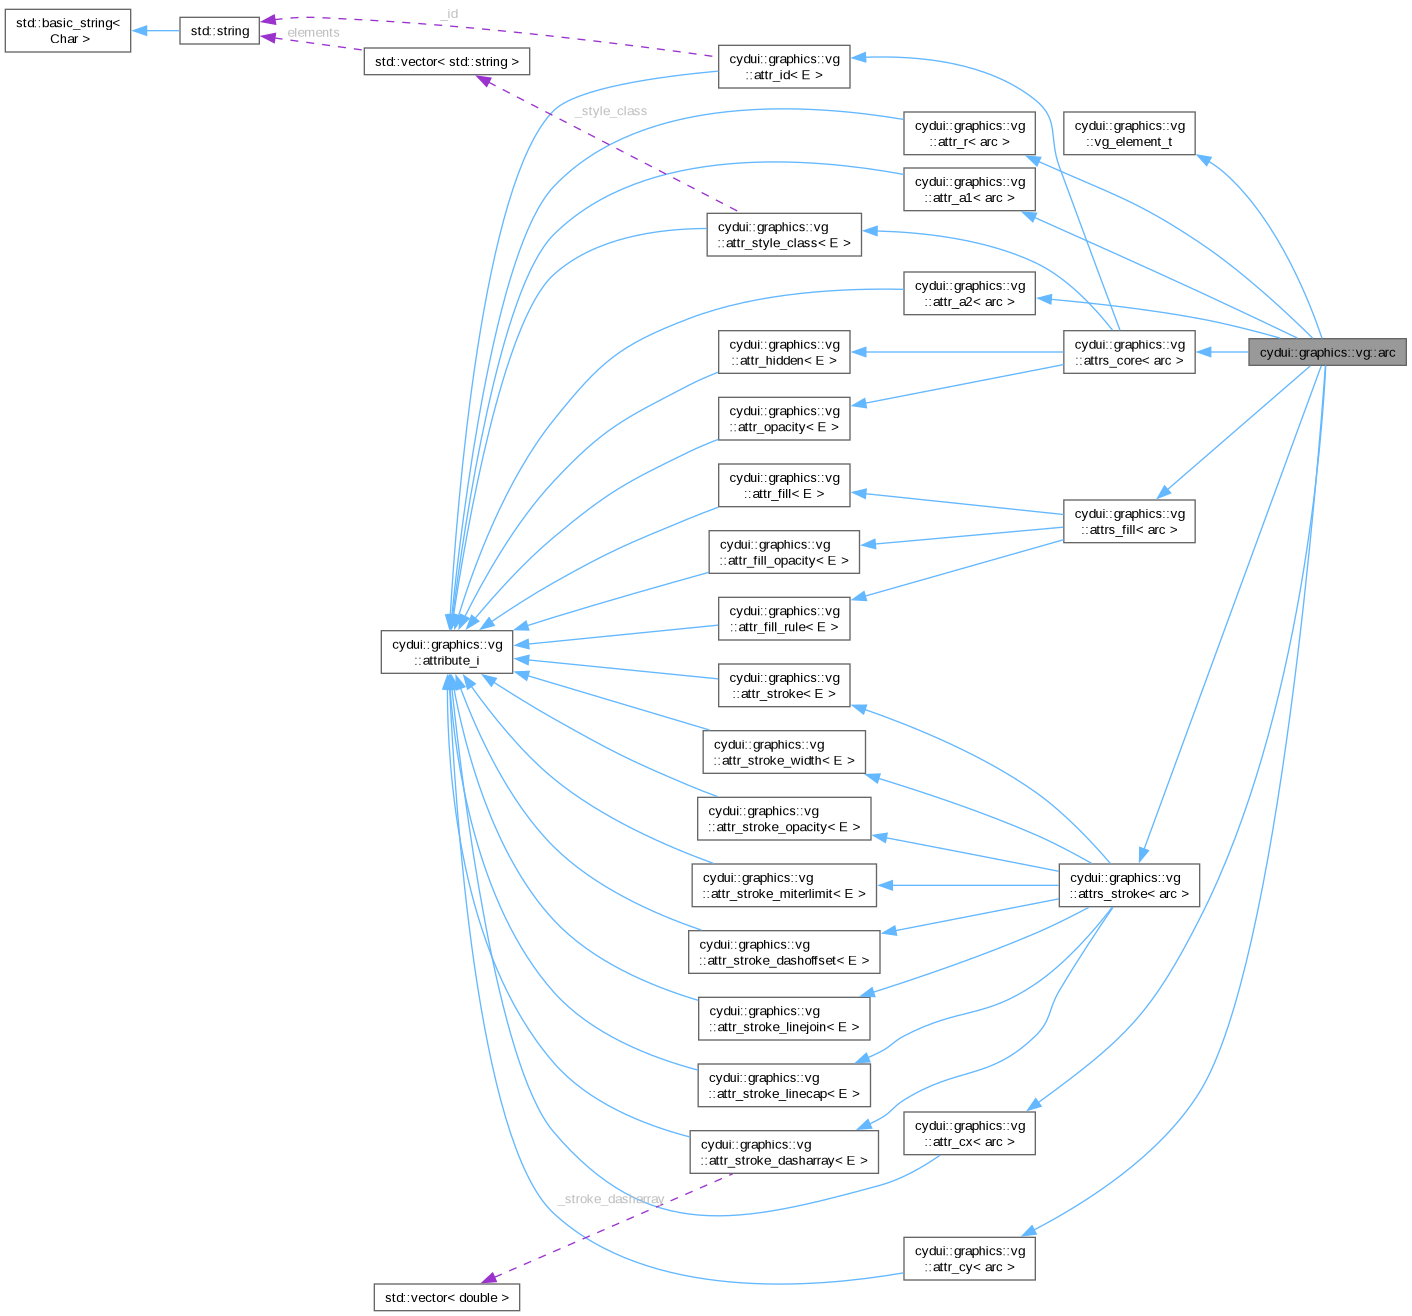 std::basic_string<
Char >
std::string
_id
elements
std::vector< std::string >
cydui::graphics::vg
::attr_id< E >
_style_class
cydui::graphics::vg
::attr_r< arc >
cydui::graphics::vg
::vg_element_t
cydui::graphics::vg
::attr_a1< arc >
cydui::graphics::vg
::attr_style_class< E >
cydui::graphics::vg
::attr_a2< arc >
cydui::graphics::vg
::attr_hidden< E >
cydui::graphics::vg
::attrs_core< arc >
cydui::graphics::vg::arc
cydui::graphics::vg
::attr_opacity< E >
cydui::graphics::vg
::attr_fill< E >
cydui::graphics::vg
::attrs_fill< arc >
cydui::graphics::vg
::attr_fill_opacity< E >
cydui::graphics::vg
::attr_fill_rule< E >
cydui::graphics::vg
::attribute_i
cydui::graphics::vg
::attr_stroke< E >
cydui::graphics::vg
::attr_stroke_width< E >
cydui::graphics::vg
::attr_stroke_opacity< E >
cydui::graphics::vg
::attr_stroke_miterlimit< E >
cydui::graphics::vg
::attrs_stroke< arc >
cydui::graphics::vg
::attr_stroke_dashoffset< E >
cydui::graphics::vg
::attr_stroke_linejoin< E >
cydui::graphics::vg
::attr_stroke_linecap< E >
cydui::graphics::vg
::attr_cx< arc >
cydui::graphics::vg
::attr_stroke_dasharray< E >
_stroke_dasharray
cydui::graphics::vg
::attr_cy< arc >
std::vector< double >